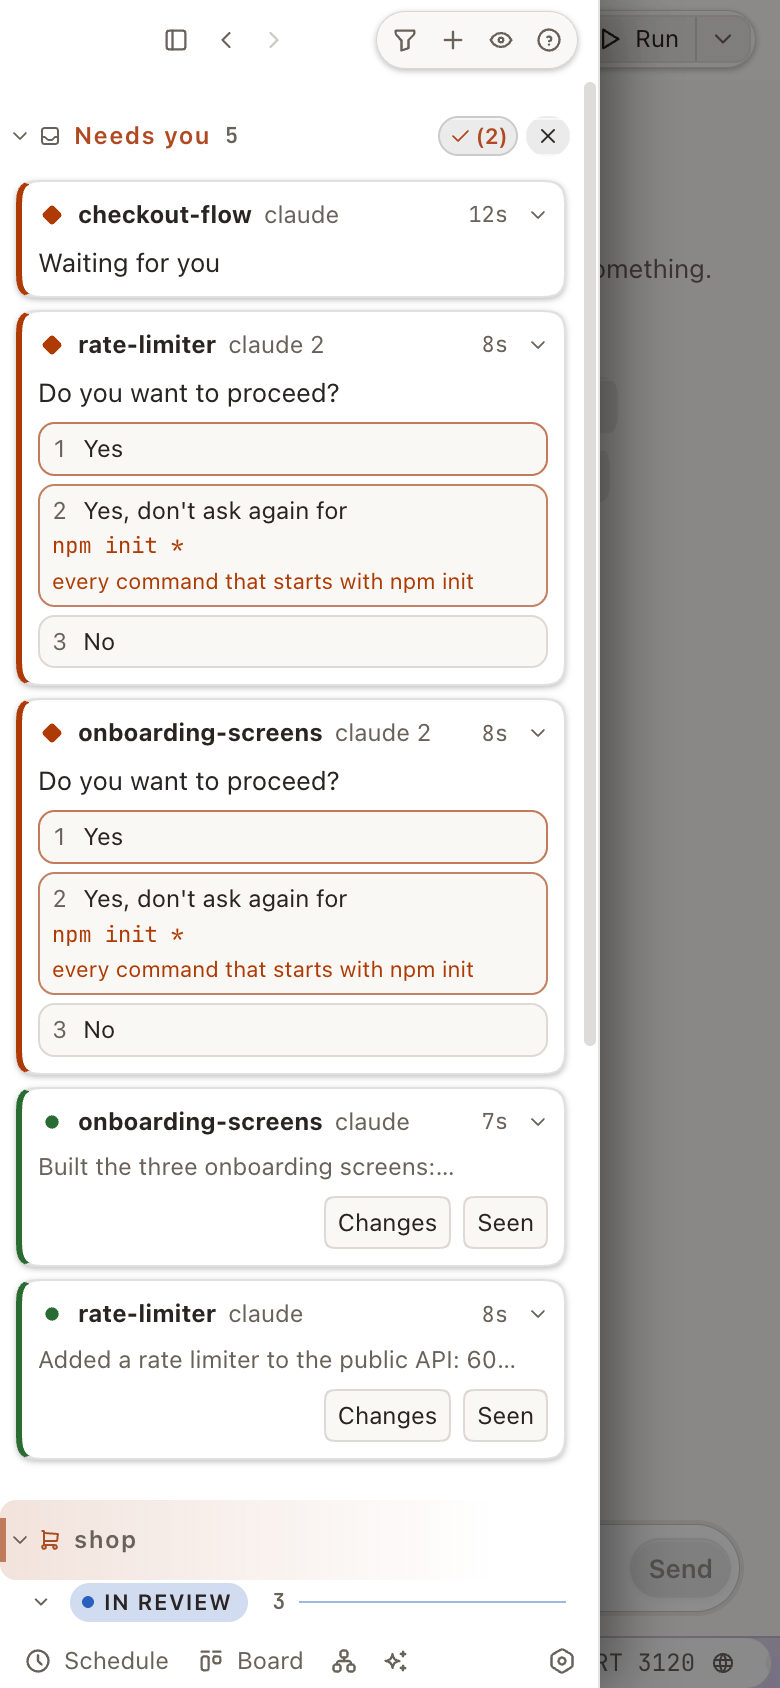 Run
Needs you 5
(2)
checkout-flow claude 12s
Waiting for you
omething.
rate-limiter claude 2 8s
Do you want to proceed?
1 Yes
2 Yes, don't ask again for
npm init *
every command that starts with npm init
3 No
onboarding-screens claude 2 8s
Do you want to proceed?
1 Yes
2 Yes, don't ask again for
npm init *
every command that starts with npm init
3 No
onboarding-screens claude 7s
Built the three onboarding screens:...
Changes Seen
rate-limiter claude 8s
Added a rate limiter to the public API: 60...
Changes Seen
shop
Send
IN REVIEW 3
Schedule Board
RT 3120